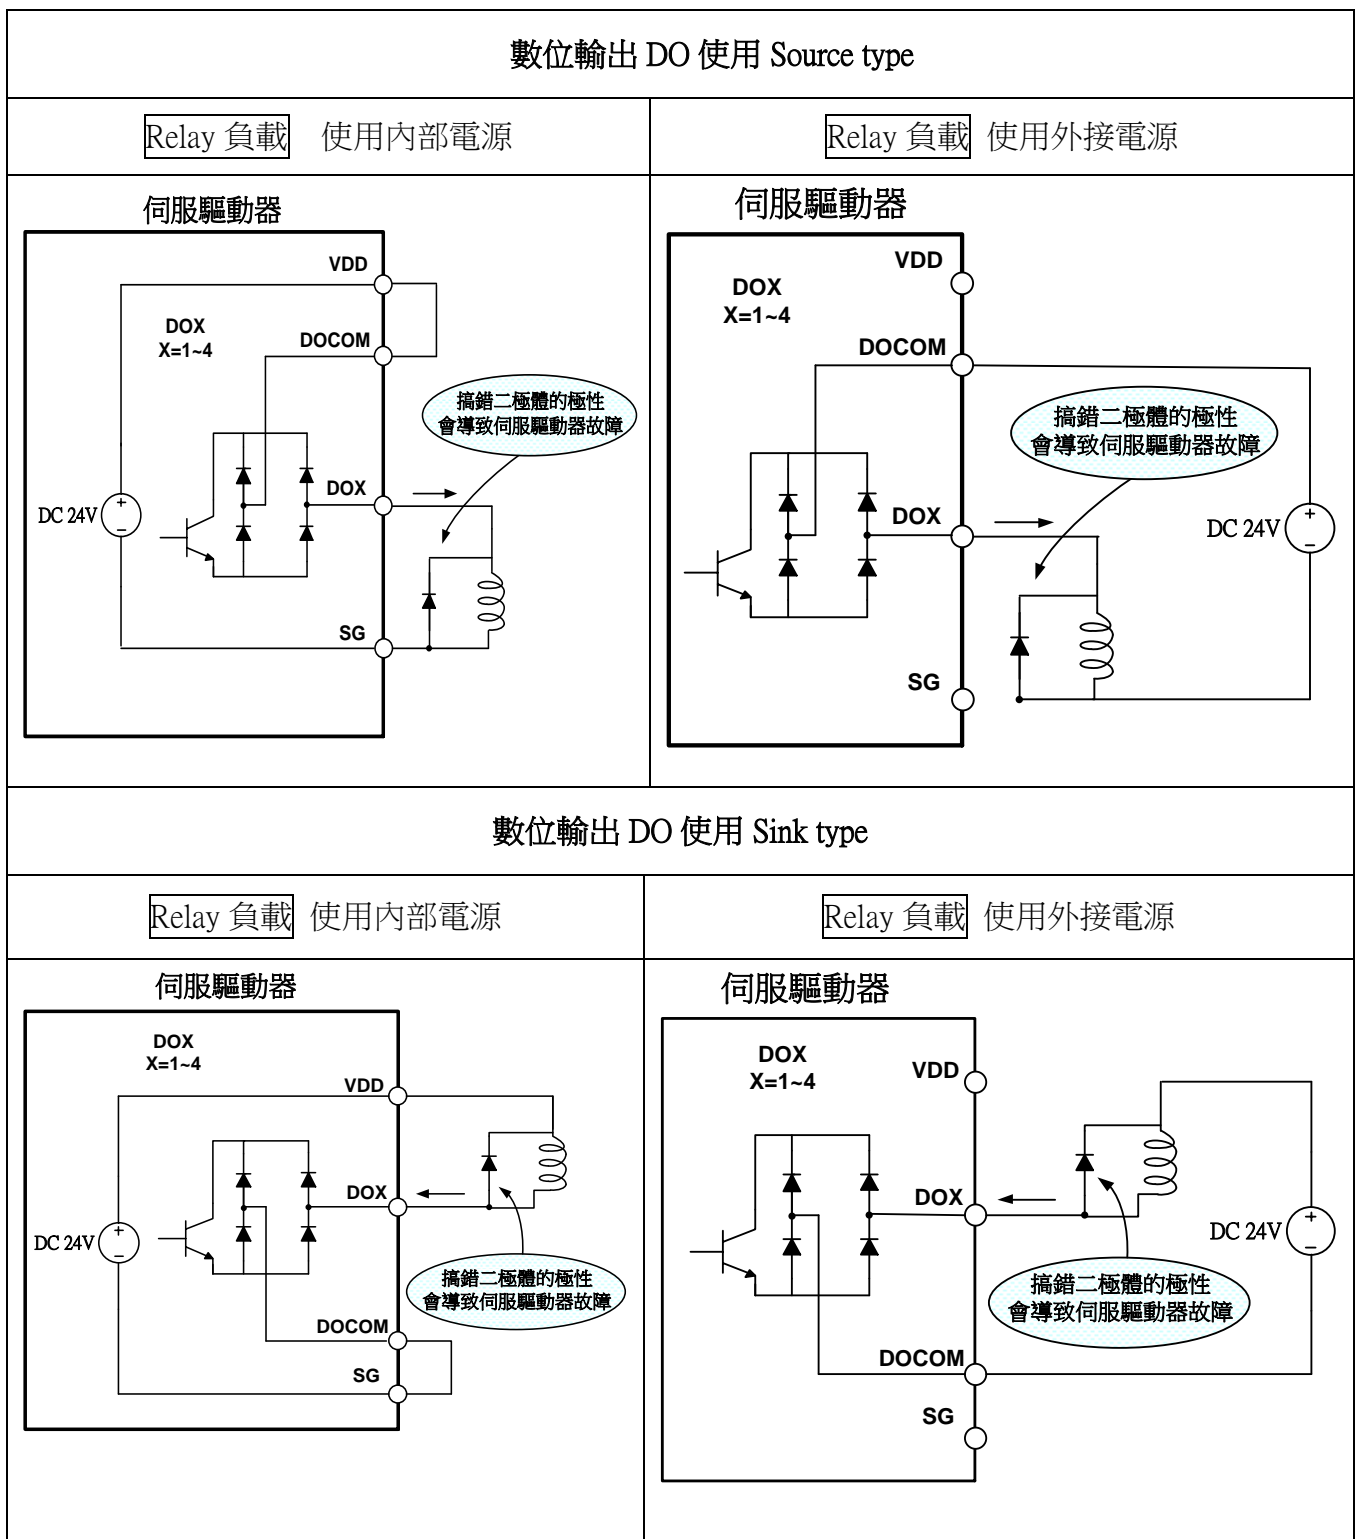 數位輸出 DO 使用 Source type
Relay 負載 使用內部電源
Relay 負載 使用外接電源
伺服驅動器
VDD
DOX
X=1~4
DOCOM
搞錯二極體的極性
會導致伺服驅動器故障
DOX
DC 24V
+
−
SG
伺服驅動器
VDD
DOX
X=1~4
DOCOM
搞錯二極體的極性
會導致伺服驅動器故障
DOX
DC 24V
+
−
SG
數位輸出 DO 使用 Sink type
Relay 負載 使用內部電源
Relay 負載 使用外接電源
伺服驅動器
DOX
X=1~4
VDD
DOX
DC 24V
+
−
搞錯二極體的極性
會導致伺服驅動器故障
DOCOM
SG
伺服驅動器
DOX
X=1~4
VDD
DOX
DC 24V
+
−
搞錯二極體的極性
會導致伺服驅動器故障
DOCOM
SG